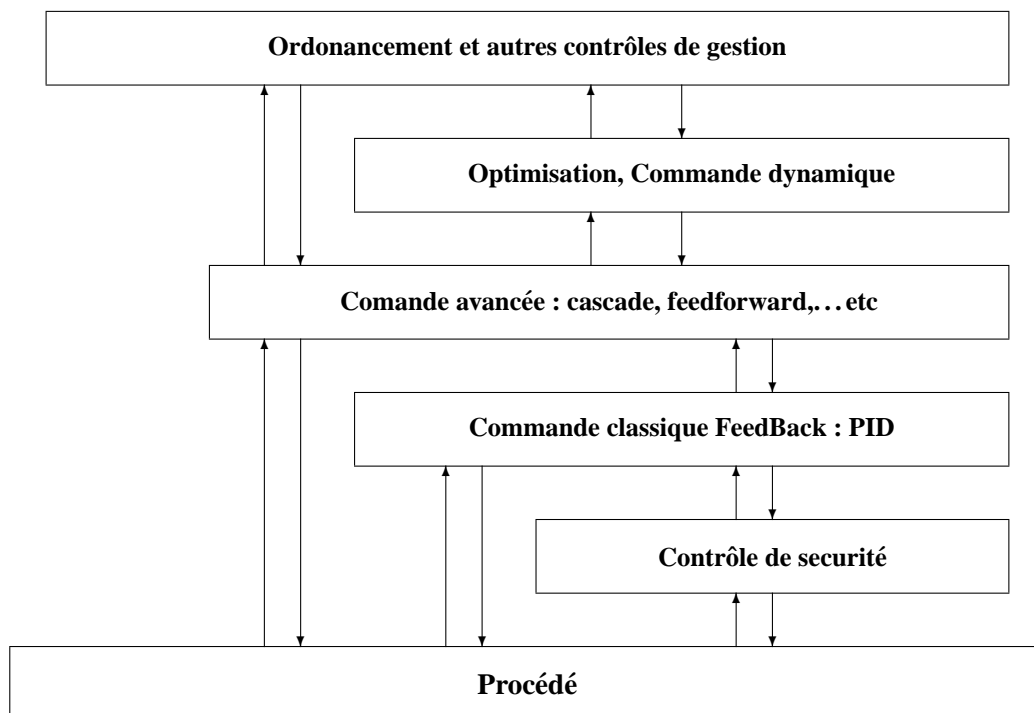 Ordonancement et autres contrôles de gestion
Optimisation, Commande dynamique
Comande avancée : cascade, feedforward,...etc
Commande classique FeedBack : PID
Contrôle de securité
Procédé